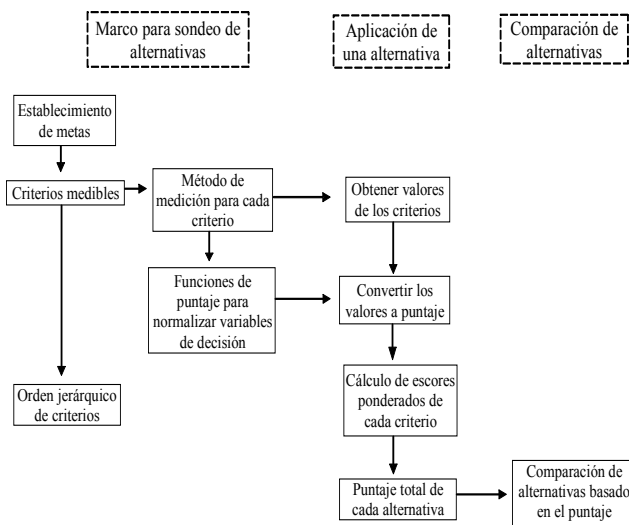 Marco para sondeo de
alternativas
Aplicación de
una alternativa
Comparación de
alternativas
Establecimiento
de metas
Criterios medibles
Método de
medición para cada
criterio
Obtener valores
de los criterios
Funciones de
puntaje para
normalizar variables
de decisión
Convertir los
valores a puntaje
Orden jerárquico
de criterios
Cálculo de escores
ponderados de
cada criterio
Puntaje total de
cada alternativa
Comparación de
alternativas basado
en el puntaje